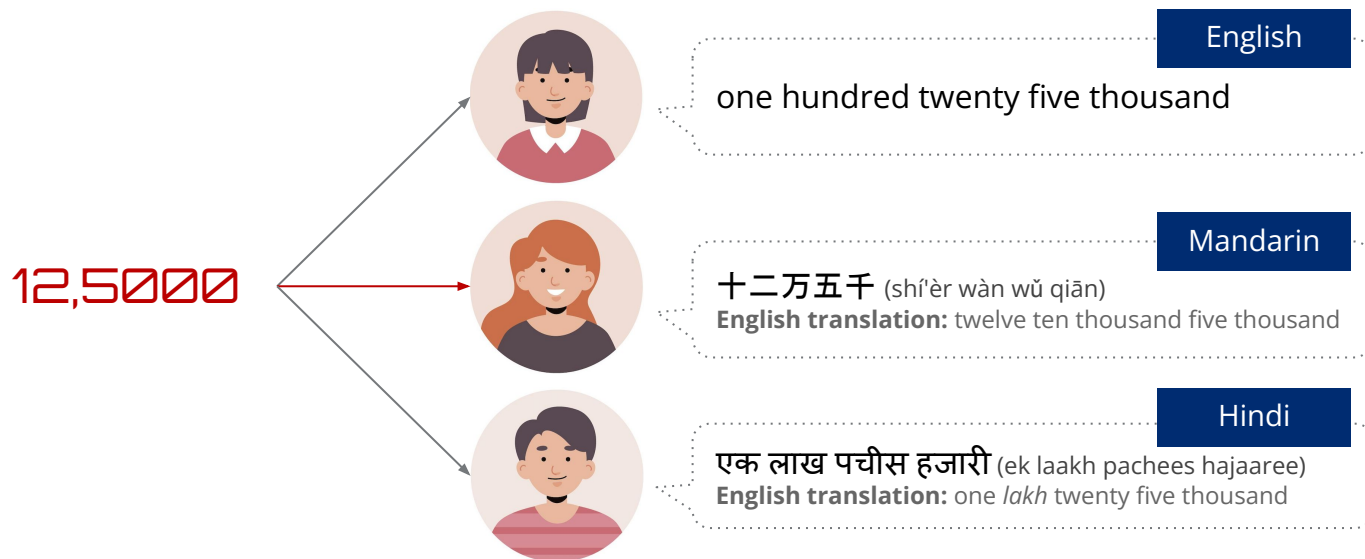 English
one hundred twenty five thousand
12,5000
Mandarin
十二万五千 (shí'èr wàn wǔ qiān)
English translation: twelve ten thousand five thousand
Hindi
एक लाख पचीस हजारी (ek laakh pachees hajaaree)
English translation: one lakh twenty five thousand